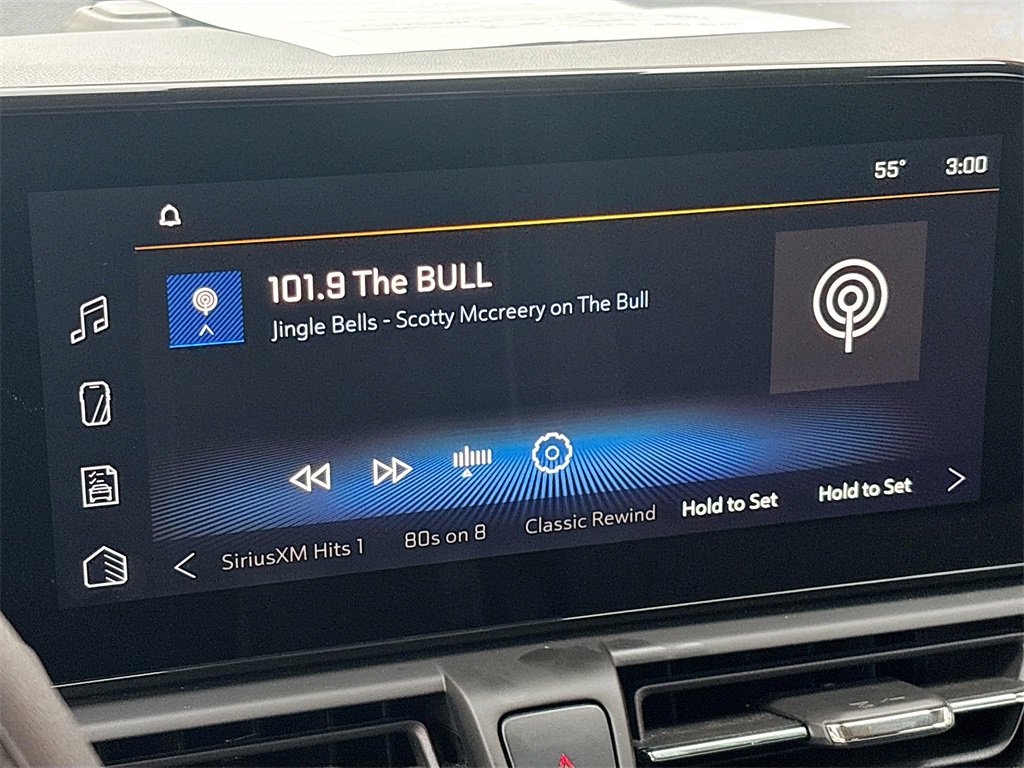 55° 3:00
101.9 The BULL
Jingle Bells - Scotty Mccreery on The Bull
SiriusXM Hits 1 80s on 8 Classic Rewind Hold to Set Hold to Set